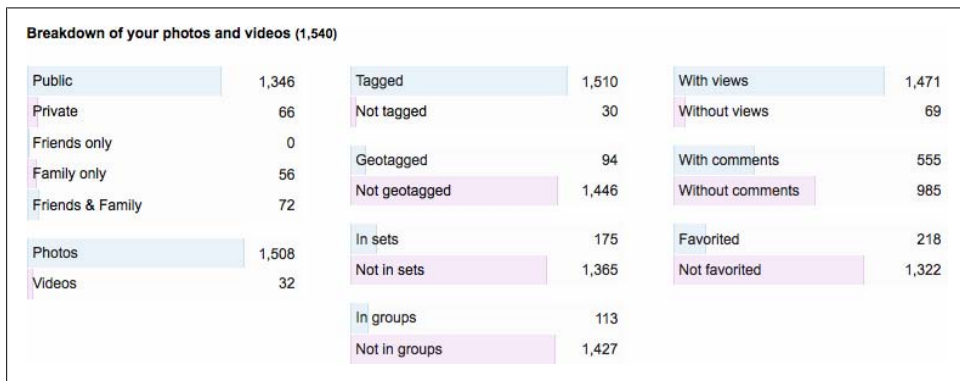 Breakdown of your photos and videos (1,540)
Public 1,346
Private 66
Friends only 0
Family only 56
Friends & Family 72
Photos 1,508
Videos 32
Tagged 1,510
Not tagged 30
Geotagged 94
Not geotagged 1,446
In sets 175
Not in sets 1,365
In groups 113
Not in groups 1,427
With views 1,471
Without views 69
With comments 555
Without comments 985
Favorited 218
Not favorited 1,322